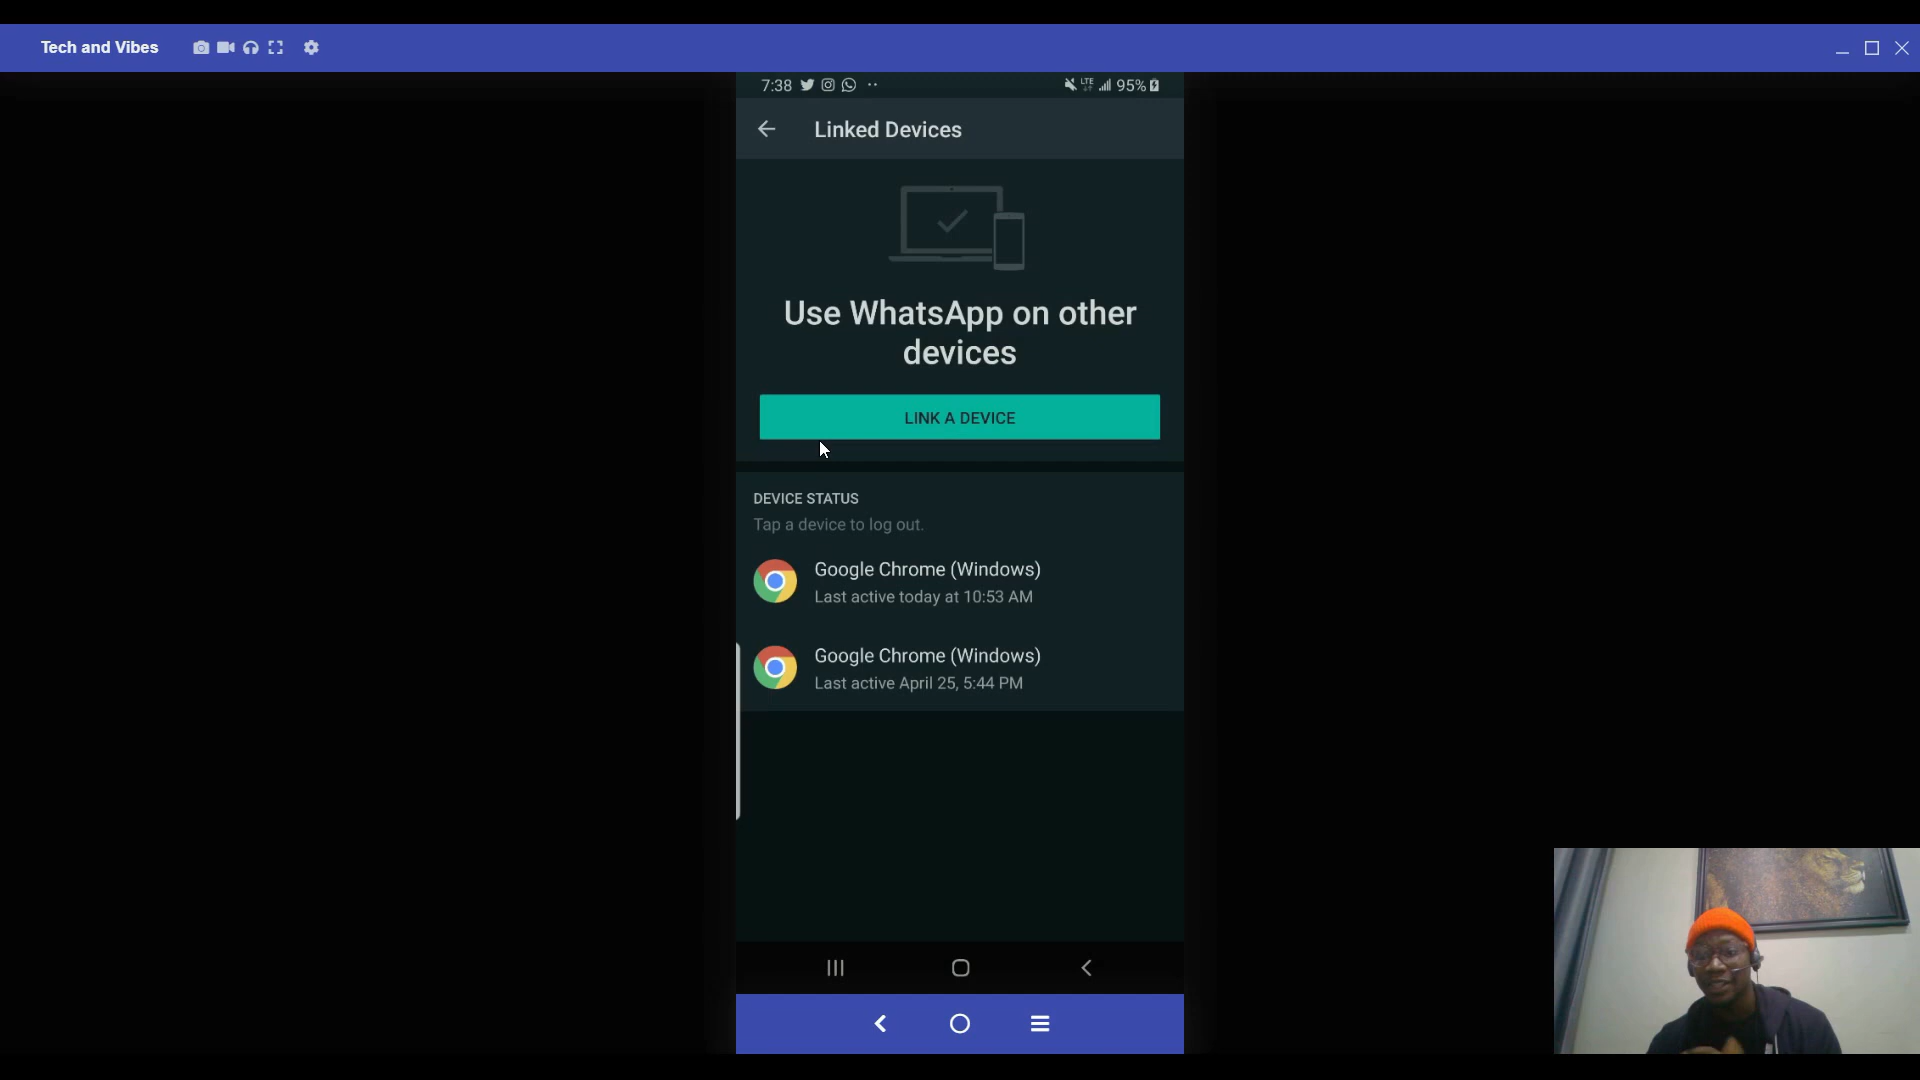 Tech and Vibes
7:38
LTE
95%
Linked Devices
Use WhatsApp on other
devices
LINK A DEVICE
DEVICE STATUS
Tap a device to log out.
Google Chrome (Windows)
Last active today at 10:53 AM
Google Chrome (Windows)
Last active April 25, 5:44 PM